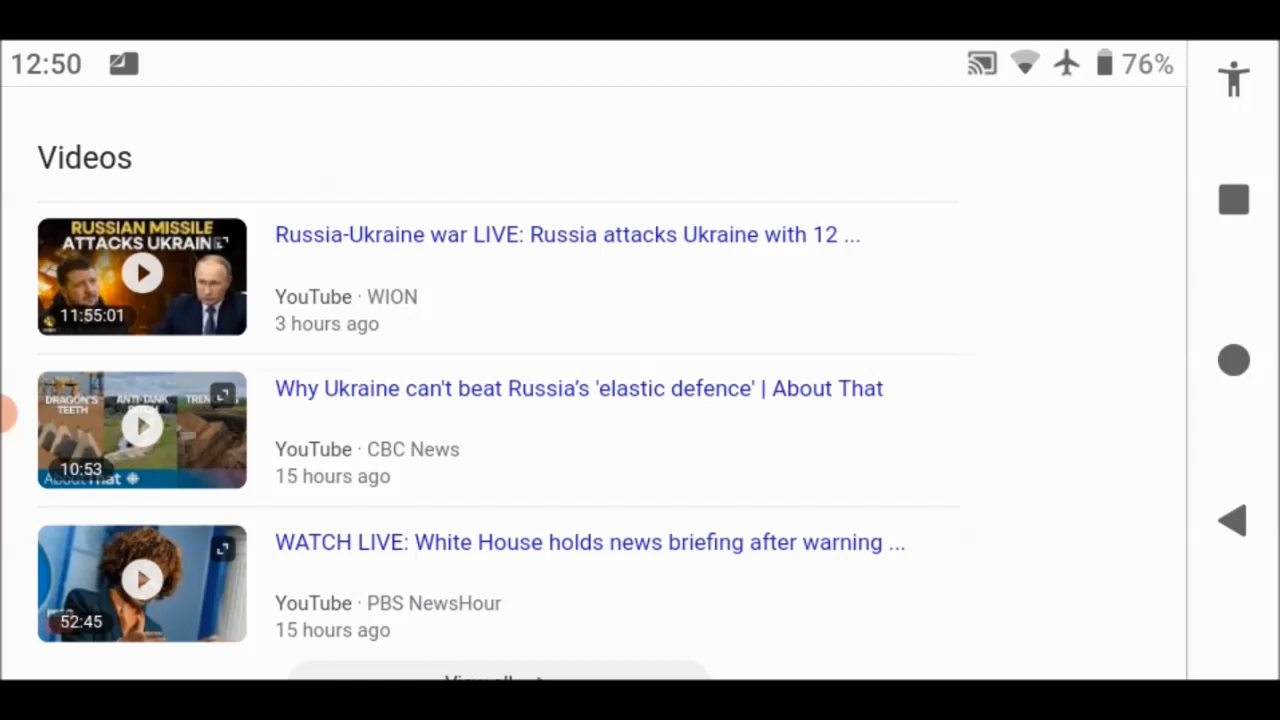 12:50
76%
Videos
RUSSIAN MISSILE
ATTACKS UKRAIN
11:55:01
Russia-Ukraine war LIVE: Russia attacks Ukraine with 12 ...
YouTube · WION
3 hours ago
DRAGON'S
TEETH
ANTI-TANK
10:53
About That
Why Ukraine can't beat Russia’s 'elastic defence' | About That
YouTube · CBC News
15 hours ago
52:45
WATCH LIVE: White House holds news briefing after warning ...
YouTube · PBS NewsHour
15 hours ago